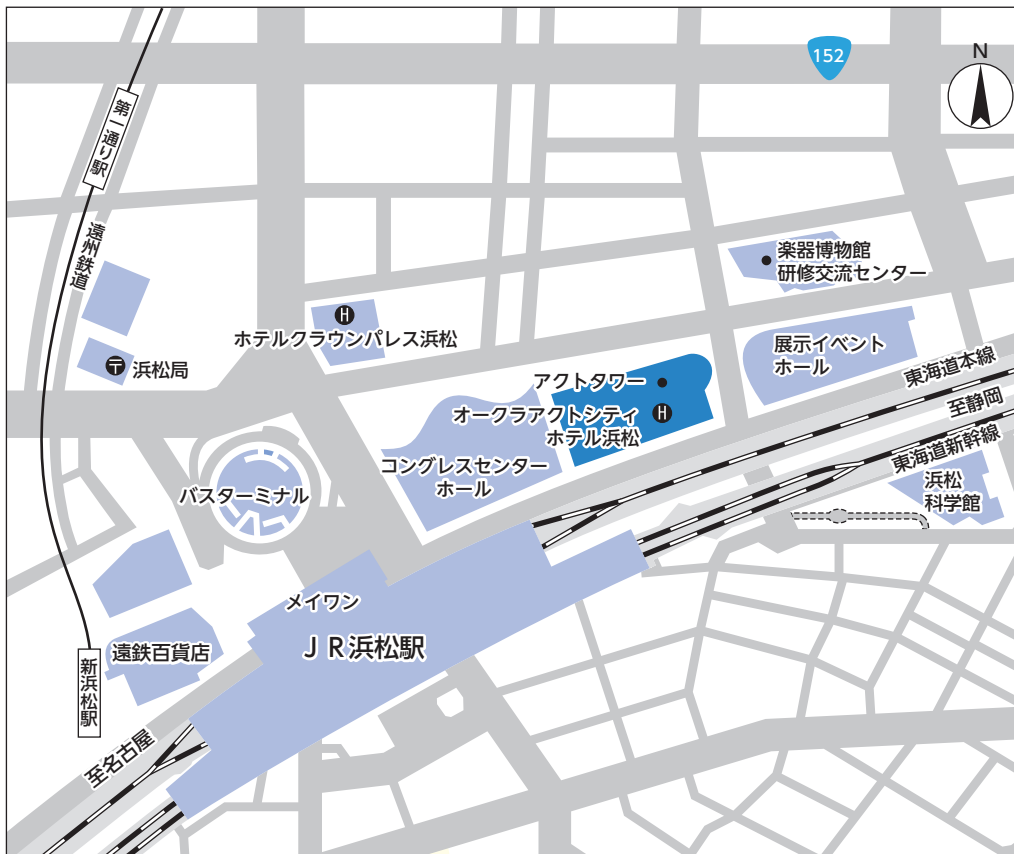 152
N
第一通り駅
遠州鉄道
楽器博物館
研修交流センター
H
ホテルクラウンパレス浜松
〒
浜松局
展示イベント
ホール
東海道本線
アクトタワー
至静岡
オークラアクトシティ
H
ホテル浜松
東海道新幹線
コングレスセンター
ホール
浜松
科学館
バスターミナル
メイワン
JR浜松駅
遠鉄百貨店
新浜松駅
至名古屋